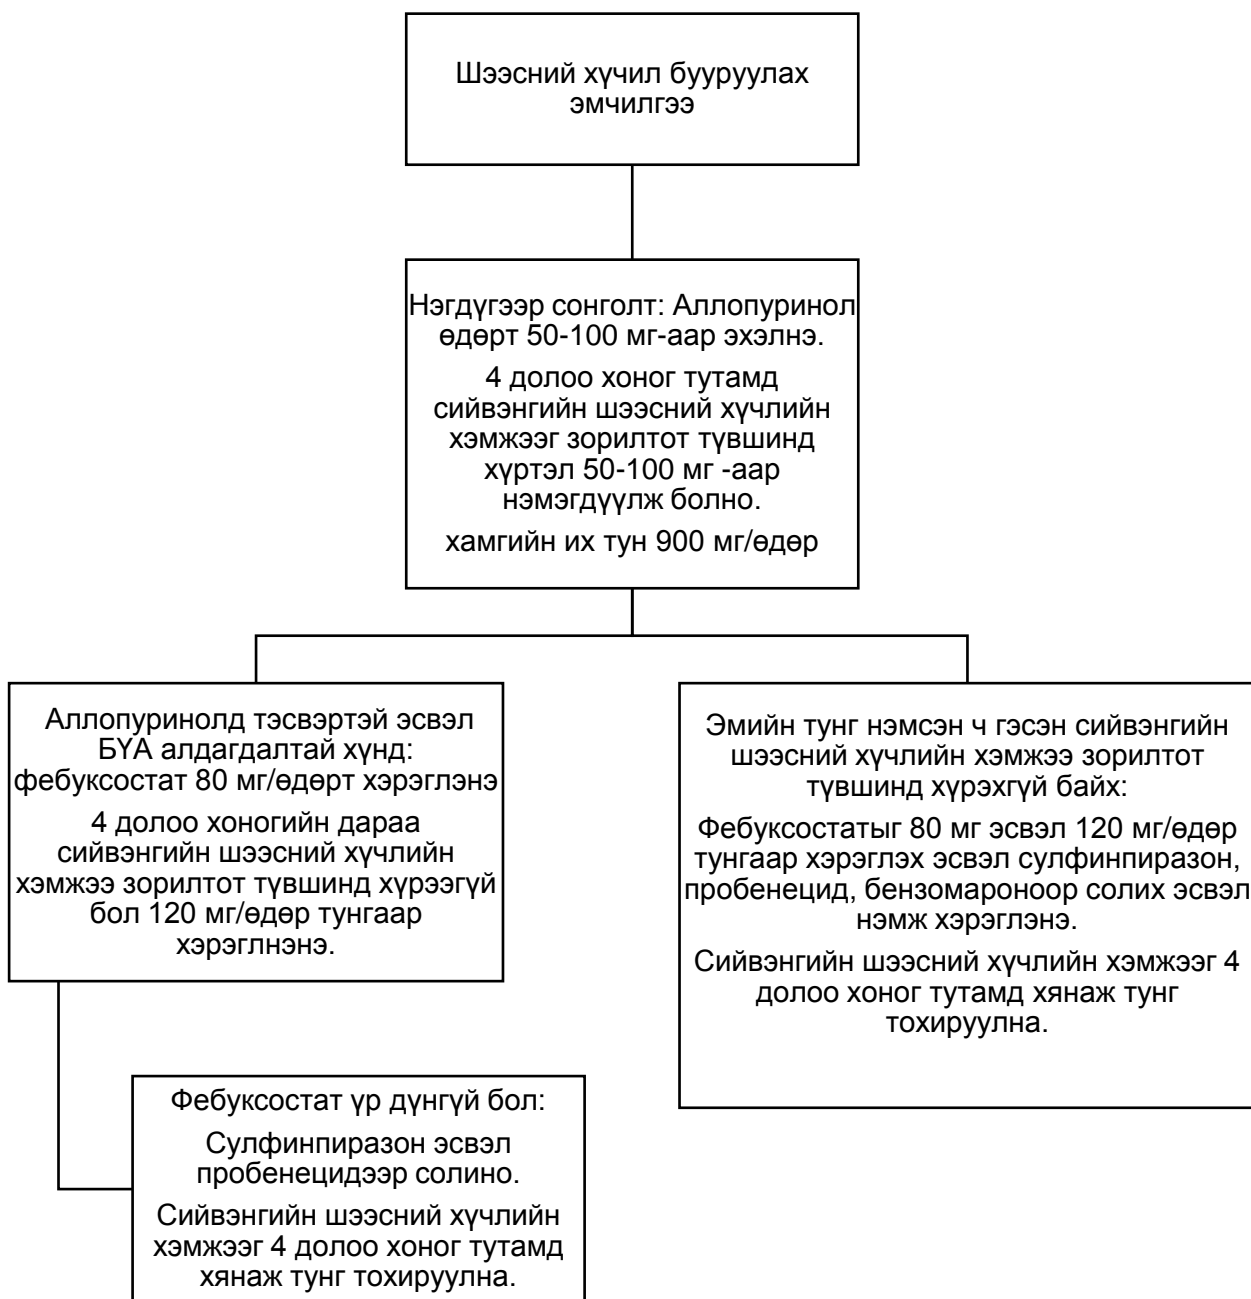 Шээсний хүчил бууруулах
эмчилгээ
Нэгдүгээр сонголт: Аллопуринол
өдөрт 50-100 мг-аар эхэлнэ.
4 долоо хоног тутамд
сийвэнгийн шээсний хүчлийн
хэмжээг зорилтот түвшинд
хүртэл 50-100 мг -аар
нэмэгдүүлж болно.
хамгийн их тун 900 мг/өдөр
Аллопуринолд тэсвэртэй эсвэл
БҮА алдагдалтай хүнд:
фебуксостат 80 мг/өдөрт хэрэглэнэ
4 долоо хоногийн дараа
сийвэнгийн шээсний хүчлийн
хэмжээ зорилтот түвшинд хүрээгүй
бол 120 мг/өдөр тунгаар
хэрэглнэнэ.
Эмийн тунг нэмсэн ч гэсэн сийвэнгийн
шээсний хүчлийн хэмжээ зорилтот
түвшинд хүрэхгүй байх:
Фебуксостатыг 80 мг эсвэл 120 мг/өдөр
тунгаар хэрэглэх эсвэл сулфинпиразон,
пробенецид, бензомароноор солих эсвэл
нэмж хэрэглэнэ.
Сийвэнгийн шээсний хүчлийн хэмжээг 4
долоо хоног тутамд хянаж тунг
тохируулна.
Фебуксостат үр дүнгүй бол:
Сулфинпиразон эсвэл
пробенецидээр солино.
Сийвэнгийн шээсний хүчлийн
хэмжээг 4 долоо хоног тутамд
хянаж тунг тохируулна.